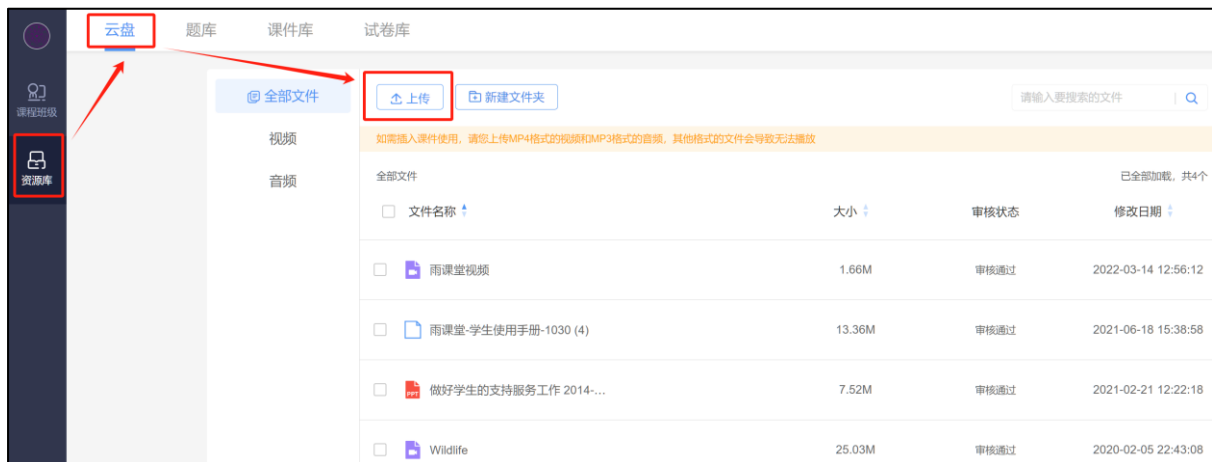 云盘 题库 课件库 试卷库
课程班级
资源库
全部文件
视频
音频
上传 新建文件夹 请输入要搜索的文件
如需插入课件使用，请您上传MP4格式的视频和MP3格式的音频，其他格式的文件会导致无法播放
全部文件 已全部加载，共4个
文件名称 大小 审核状态 修改日期
雨课堂视频 1.66M 审核通过 2022-03-14 12:56:12
雨课堂-学生使用手册-1030 (4) 13.36M 审核通过 2021-06-18 15:38:58
PPT 做好学生的支持服务工作 2014-... 7.52M 审核通过 2021-02-21 12:22:18
Wildlife 25.03M 审核通过 2020-02-05 22:43:08